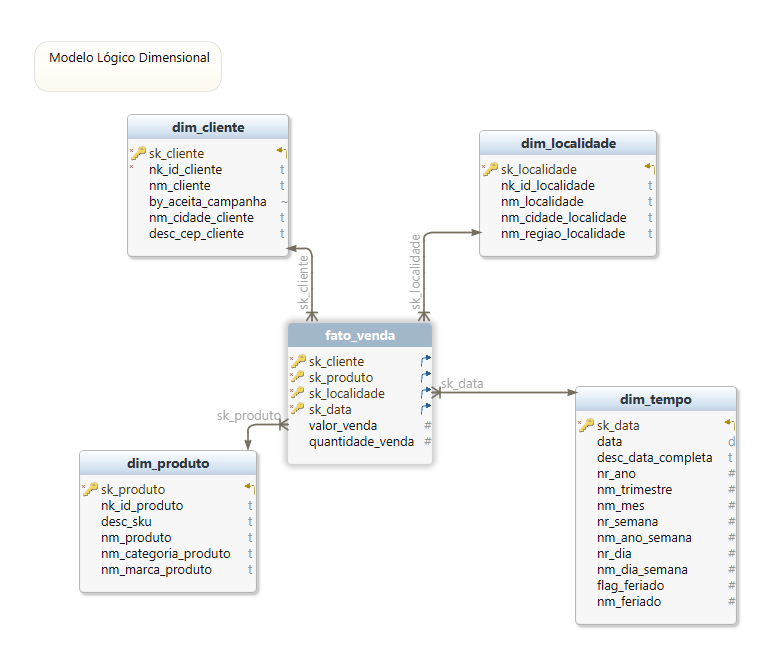 Modelo Lógico Dimensional
dim_cliente
sk_cliente
nk_id_cliente t
nm_cliente t
by_aceita_campanha ~
nm_cidade_cliente t
desc_cep_cliente t
dim_localidade
sk_localidade
nk_id_localidade t
nm_localidade t
nm_cidade_localidade t
nm_regiao_localidade t
sk_cliente
sk_localidade
fato_venda
sk_cliente
sk_produto
sk_localidade
sk_data
valor_venda #
quantidade_venda #
sk_data
sk_produto
dim_tempo
sk_data
data d
desc_data_completa t
nr_ano #
nm_trimestre #
nm_mes #
nr_semana #
nm_ano_semana #
nr_dia #
nm_dia_semana #
flag_feriado #
nm_feriado #
dim_produto
sk_produto
nk_id_produto t
desc_sku t
nm_produto t
nm_categoria_produto t
nm_marca_produto t